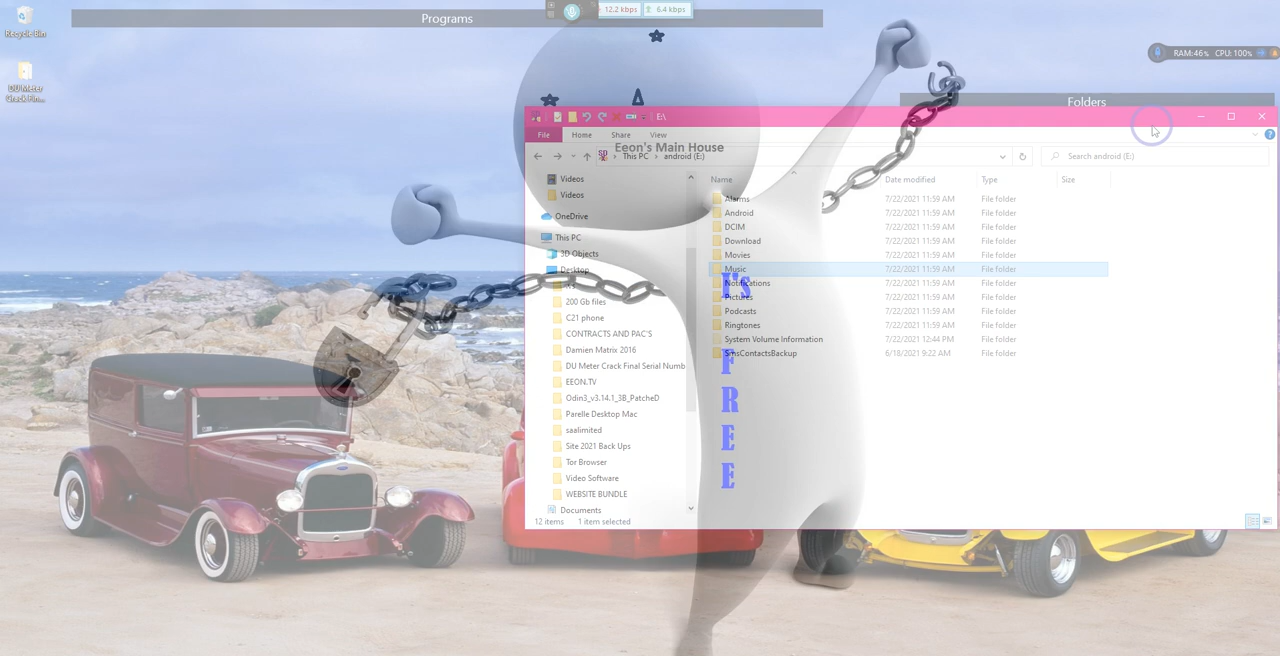 Programs
12.2 kbps
6.4 kbps
Recycle Bin
RAM: 46% CPU: 100%
DU Meter
Crack Fin...
Folders
A
E:\
File Home Share View
Eeon's Main House
This PC > android (E:)
Search android (E:)
Name Date modified Type Size
Videos
Videos
OneDrive
This PC
3D Objects
Desktop
200 Gb files
C21 phone
CONTRACTS AND PAC'S
Damien Matrix 2016
DU Meter Crack Final Serial Numb
EEON.TV
Odin3_v3.14.1_3B_PatcheD
Parelle Desktop Mac
saalimited
Site 2021 Back Ups
Tor Browser
Video Software
WEBSITE BUNDLE
Documents
Alarms 7/22/2021 11:59 AM File folder
Android 7/22/2021 11:59 AM File folder
DCIM 7/22/2021 11:59 AM File folder
Download 7/22/2021 11:59 AM File folder
Movies 7/22/2021 11:59 AM File folder
Music 7/22/2021 11:59 AM File folder
Notifications 7/22/2021 11:59 AM File folder
Pictures 7/22/2021 11:59 AM File folder
Podcasts 7/22/2021 11:59 AM File folder
Ringtones 7/22/2021 11:59 AM File folder
System Volume Information 7/22/2021 12:44 PM File folder
SmsContactsBackup 6/18/2021 9:22 AM File folder
F
R
E
E
12 items 1 item selected